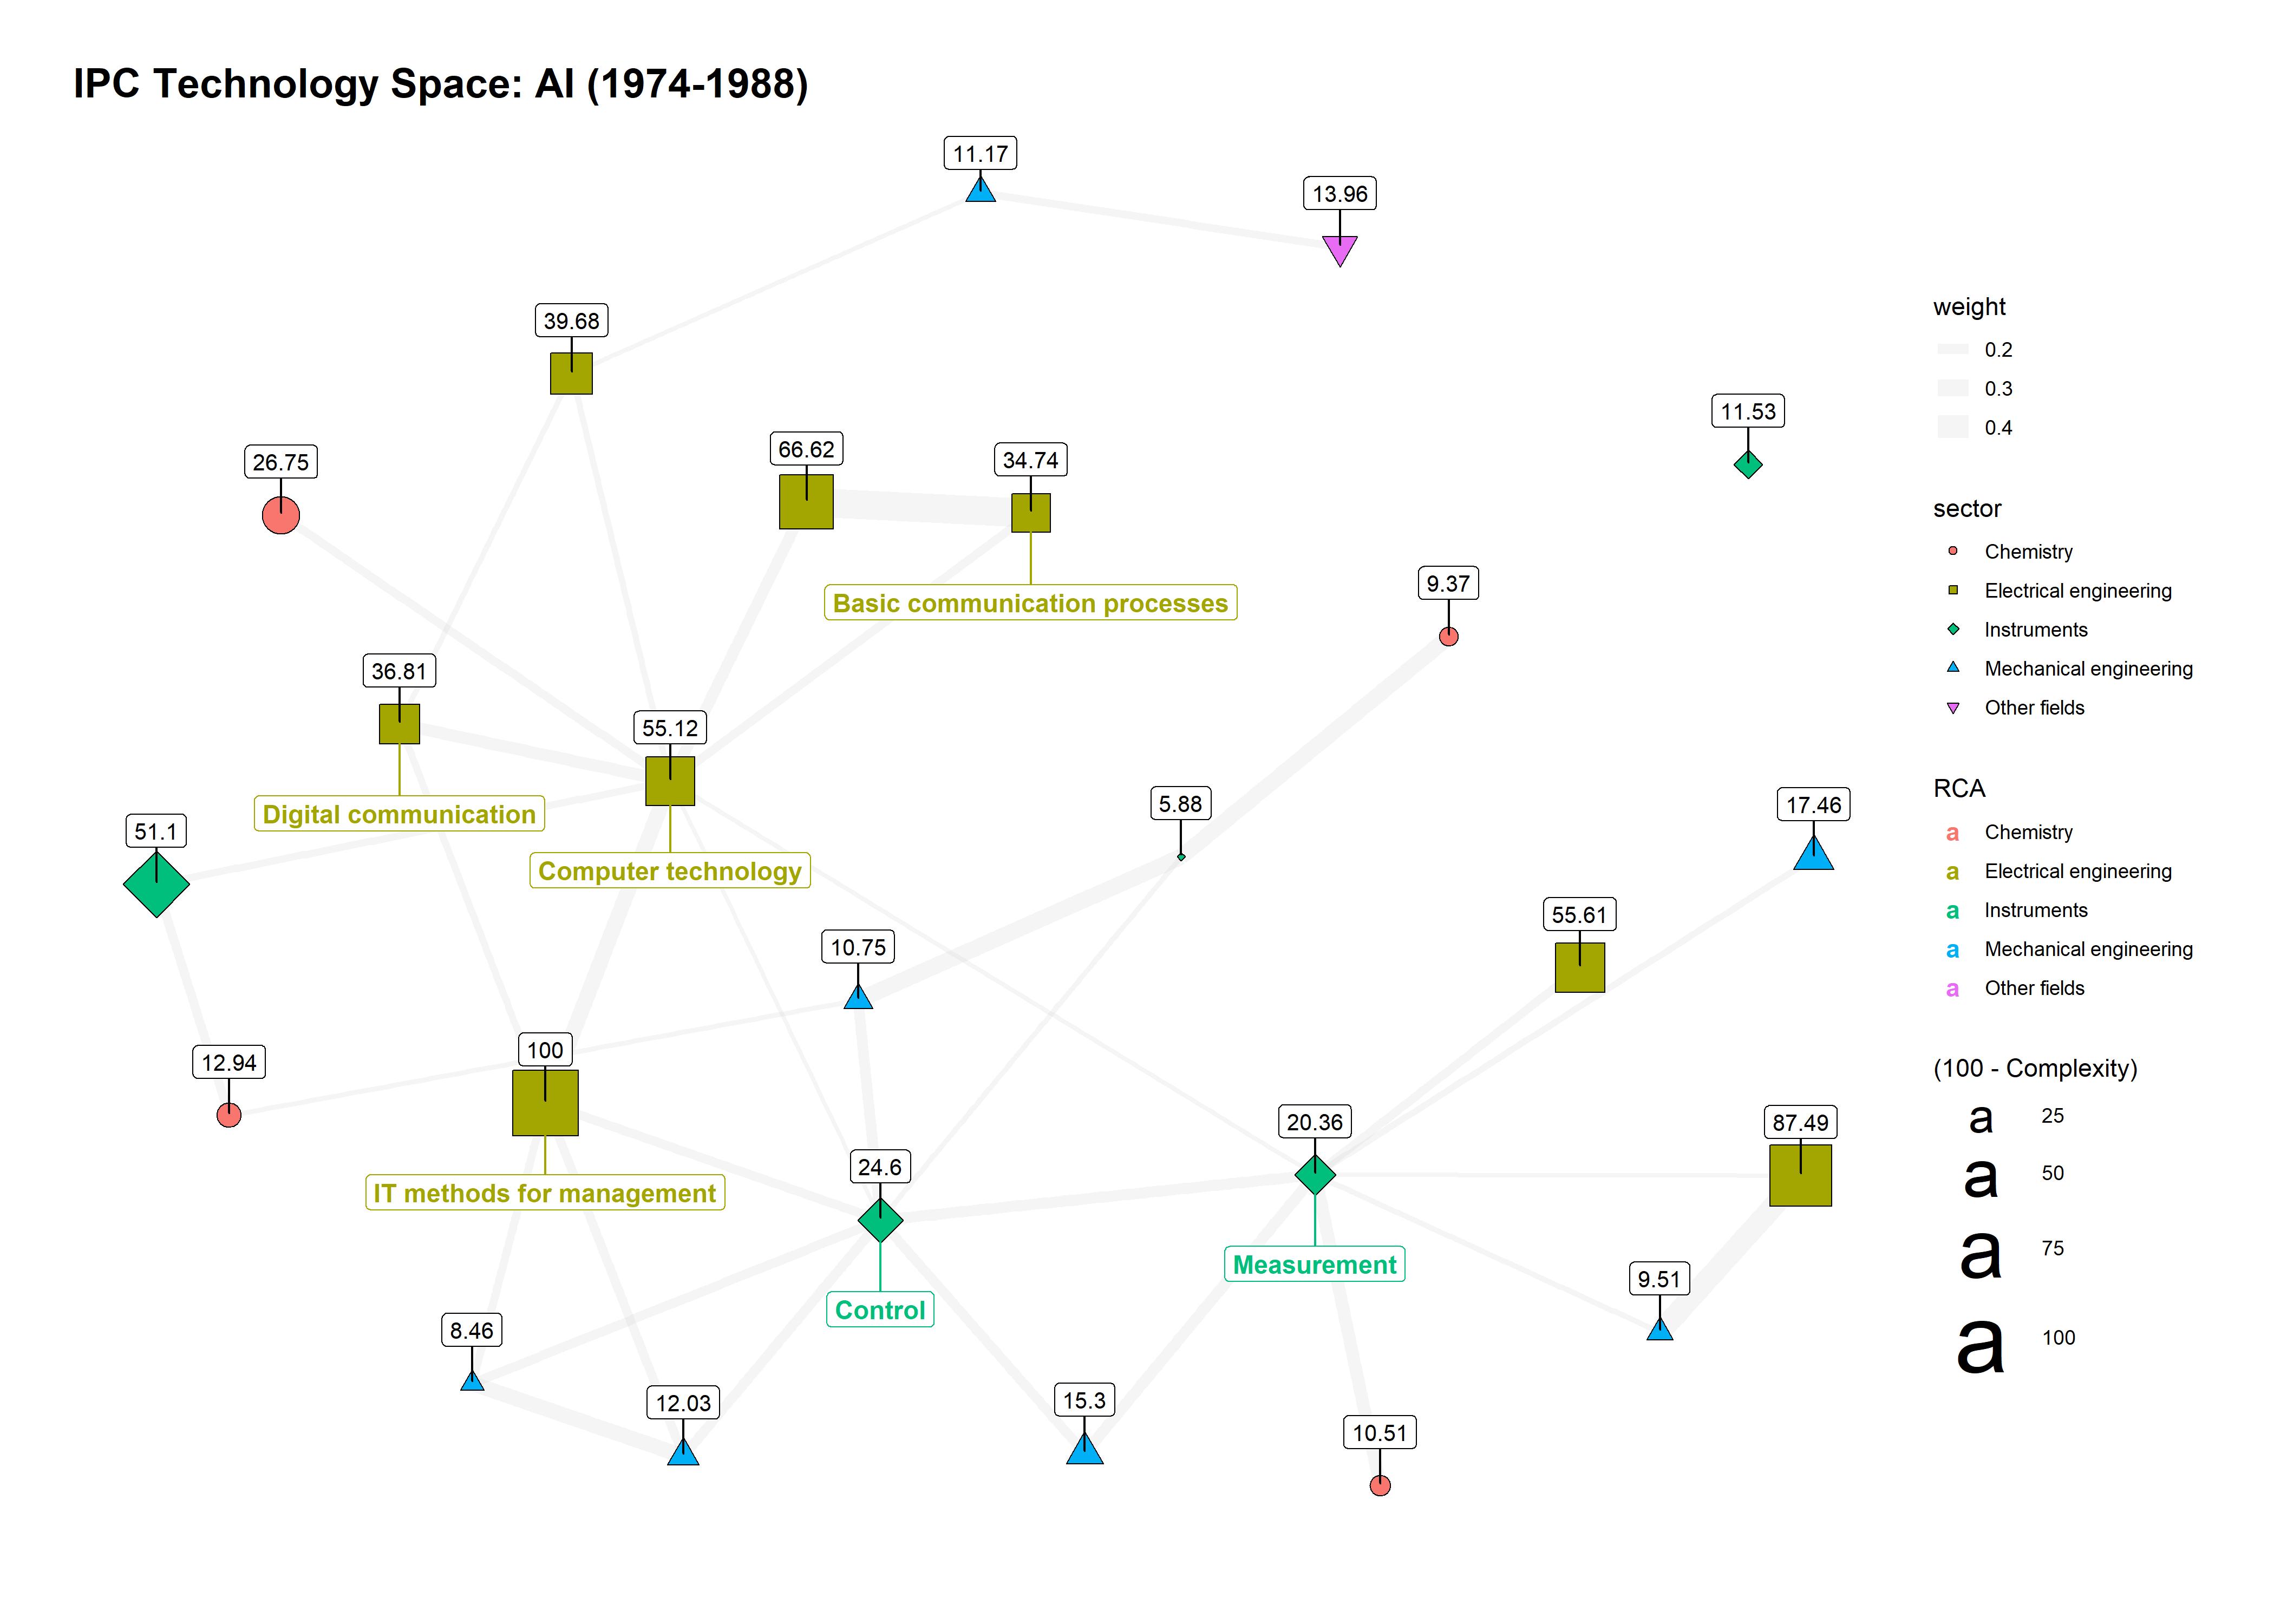 IPC Technology Space: AI (1974-1988)
11.17
13.96
39.68
26.75
66.62
34.74
11.53
Basic communication processes
9.37
36.81
55.12
Digital communication
51.1
Computer technology
5.88
17.46
10.75
55.61
12.94
100
IT methods for management
24.6
20.36
87.49
Control
Measurement
9.51
8.46
12.03
15.3
10.51
weight
0.2
0.3
0.4
sector
Chemistry
Electrical engineering
Instruments
Mechanical engineering
Other fields
RCA
a Chemistry
a Electrical engineering
a Instruments
a Mechanical engineering
a Other fields
(100 - Complexity)
a 25
a 50
a 75
a 100